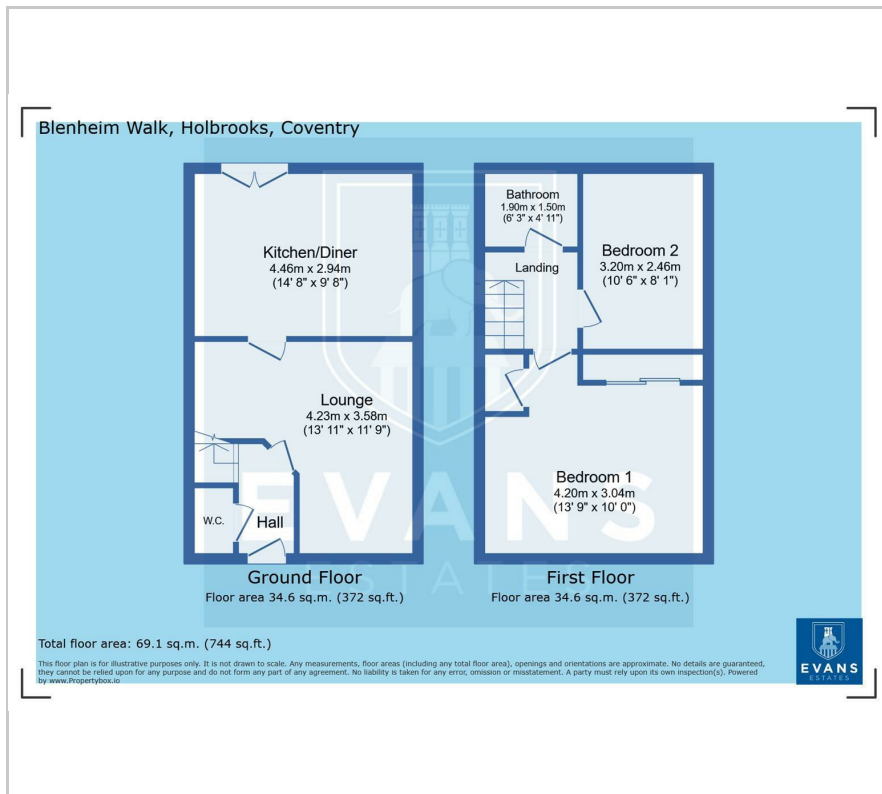 Blenheim Walk, Holbrooks, Coventry
Kitchen/Diner
4.46m x 2.94m
(14' 8" x 9' 8")
Lounge
4.23m x 3.58m
(13' 11" x 11' 9")
W.C.
Hall
Ground Floor
Floor area 34.6 sq.m. (372 sq.ft.)
Bathroom
1.90m x 1.50m
(6' 3" x 4' 11")
Landing
Bedroom 2
3.20m x 2.46m
(10' 6" x 8' 1")
Bedroom 1
4.20m x 3.04m
(13' 9" x 10' 0")
First Floor
Floor area 34.6 sq.m. (372 sq.ft.)
EVANS
ESTATES
Total floor area: 69.1 sq.m. (744 sq.ft.)
This floor plan is for illustrative purposes only. It is not drawn to scale. Any measurements, floor areas (including any total floor area), openings and orientations are approximate. No details are guaranteed,
they cannot be relied upon for any purpose and do not form any part of any agreement. No liability is taken for any error, omission or misstatement. A party must rely upon its own inspection(s). Powered
by www.Propertybox.io
EVANS
ESTATES